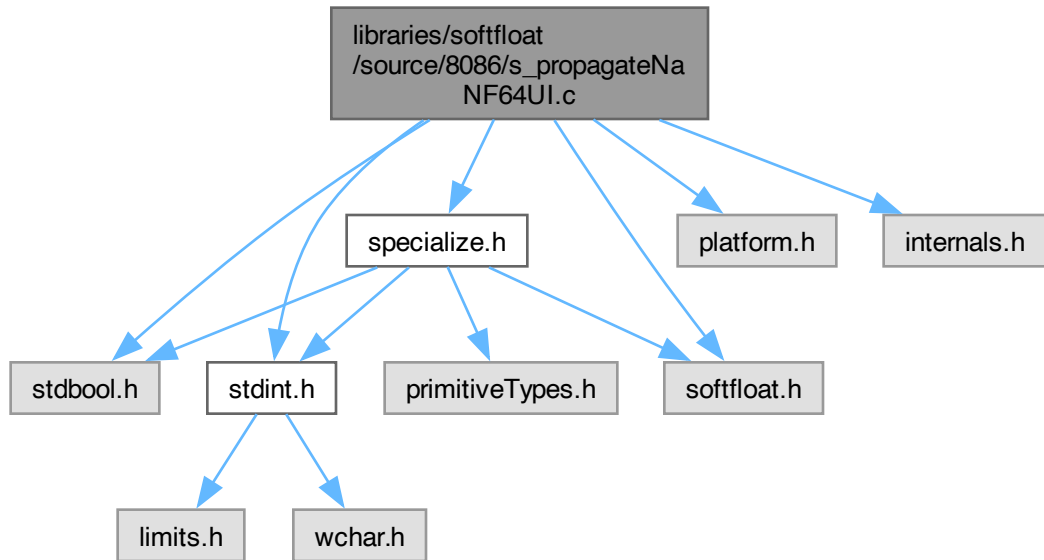 libraries/softfloat
/source/8086/s_propagateNa
NF64UI.c
specialize.h
platform.h
internals.h
stdbool.h
stdint.h
primitiveTypes.h
softfloat.h
limits.h
wchar.h